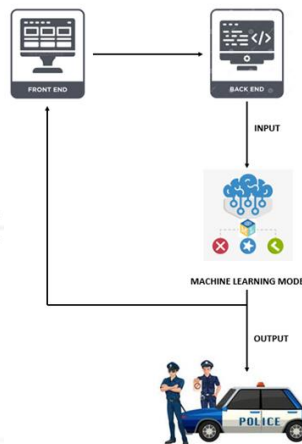 FRONT END
</>
BACK END
INPUT
MACHINE LEARNING MODE
OUTPUT
POLICE